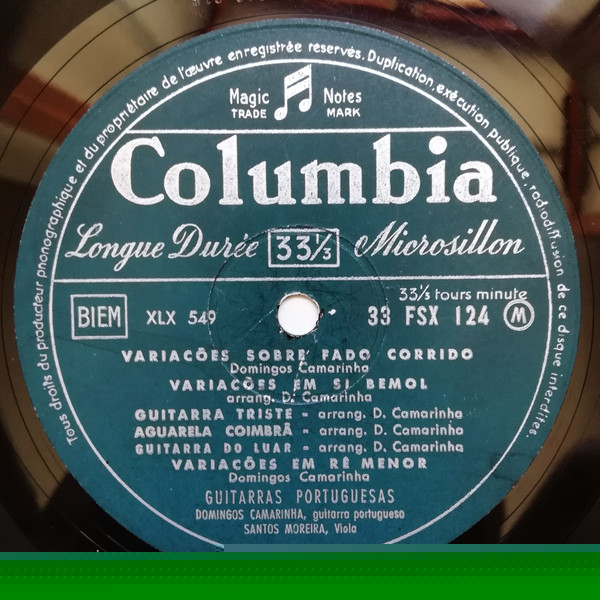 Tous droits du producteur phonographique et du propriétaire de l'œuvre enregistrée réservés. Duplication, exécution publique, radiodiffusion de ce disque interdites.
Magic Notes
TRADE MARK
Columbia
Longue Durée 33⅓ Microsillon
33⅓ tours minute
BIEM XLX 549 33 FSX 124 M
VARIACÕES SOBRE FADO CORRIDO
Domingos Camarinha
VARIACÕES EM SI BEMOL
arrang. D. Camarinha
GUITARRA TRISTE - arrang. D. Camarinha
AGUARELA COIMBRÃ - arrang. D. Camarinha
GUITARRA DO LUAR - arrang. D. Camarinha
VARIACÕES EM RÊ MENOR
Domingos Camarinha
GUITARRAS PORTUGUESAS
DOMINGOS CAMARINHA, guitarra portugueso
SANTOS MOREIRA, Viola